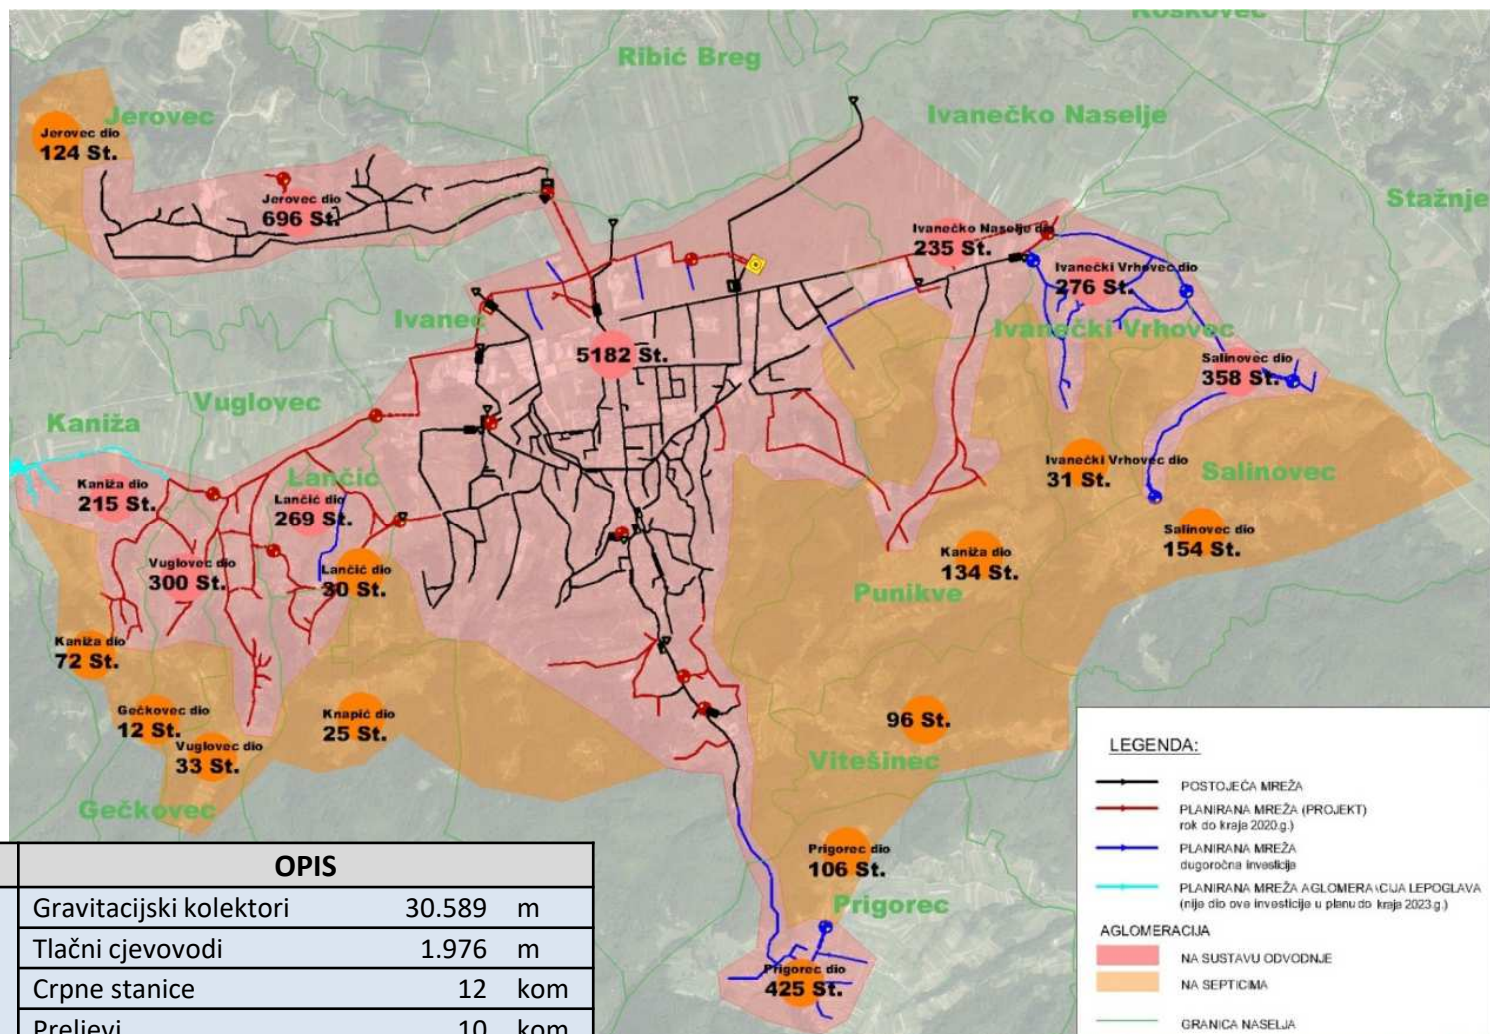 Koškovec
Ribić Breg
Jerovec
Ivanečko Naselje
Jerovec dio
124 St.
Stažnje
Jerovec dio
696 St.
Ivanečko Naselje dio
235 St.
Ivanečki Vrhovec dio
276 St.
Ivanec
Ivanečki Vrhovec
5182 St.
Salinovec dio
358 St.
Vuglovec
Kaniža
Lančić
Ivanečki Vrhovec dio
31 St.
Salinovec
Kaniža dio
215 St.
Lančić dio
269 St.
Salinovec dio
154 St.
Kaniža dio
134 St.
Vuglovec dio
300 St.
Lančić dio
30 St.
Punikve
Kaniža dio
72 St.
Gečkovec dio
12 St.
Knapić dio
25 St.
96 St.
Vuglovec dio
33 St.
Vitešinec
Gečkovec
Prigorec dio
106 St.
Prigorec
Prigorec dio
425 St.
LEGENDA:
POSTOJEĆA MREŽA
PLANIRANA MREŽA (PROJEKT)
rok do kraja 2020.g.)
PLANIRANA MREŽA
dugoročna investicija
PLANIRANA MREŽA AGLOMERACIJA LEPOGLAVA
(nije dio ove investicije u planu do kraja 2023.g.)
AGLOMERACIJA
NA SUSTAVU ODVODNJE
NA SEPTICIMA
GRANICA NASELJA
OPIS
Gravitacijski kolektori 30.589 m
Tlačni cjevovodi 1.976 m
Crpne stanice 12 kom
Preljevi 10 kom